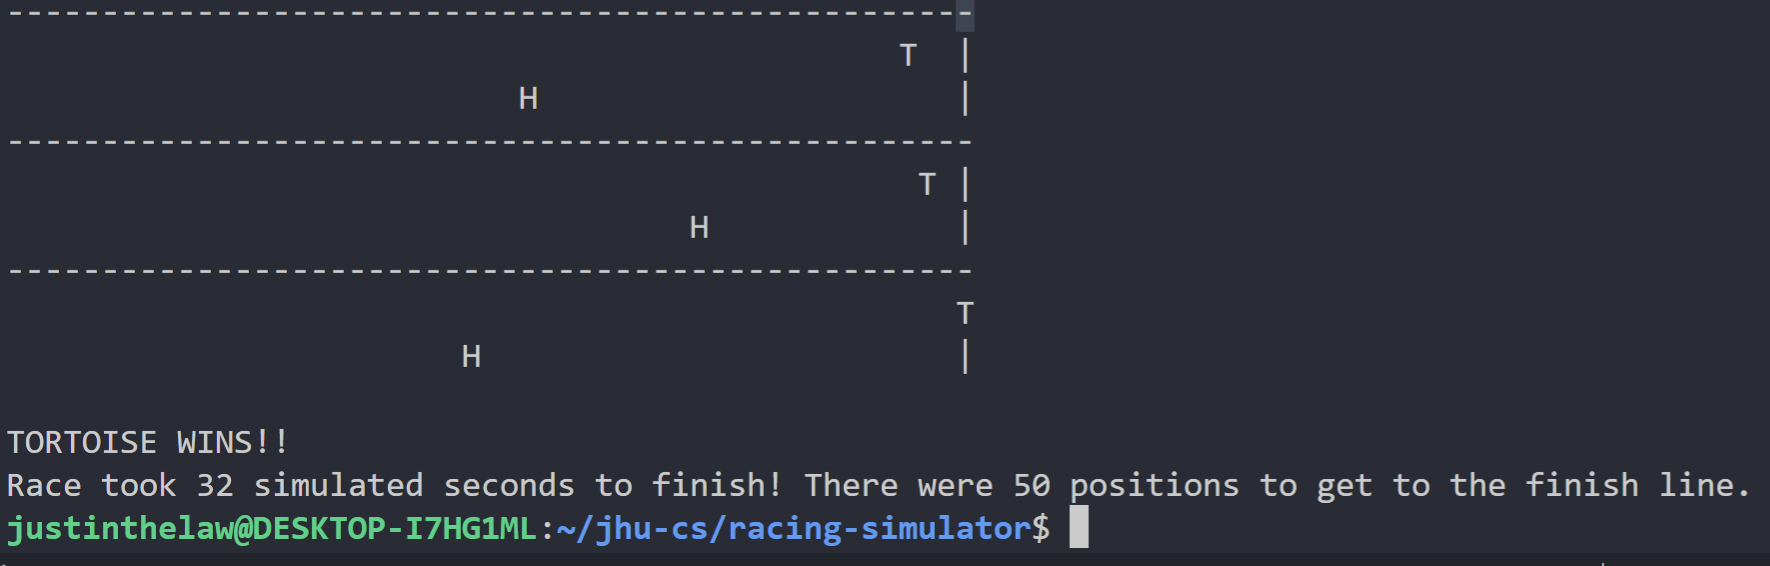 ---------------------------------------------------
                                               T  |
                           H                      |
---------------------------------------------------
                                                T |
                                    H             |
---------------------------------------------------
                                                  T
                        H                         |
TORTOISE WINS!!
Race took 32 simulated seconds to finish! There were 50 positions to get to the finish line.
justinthelaw@DESKTOP-I7HG1ML:~/jhu-cs/racing-simulator$